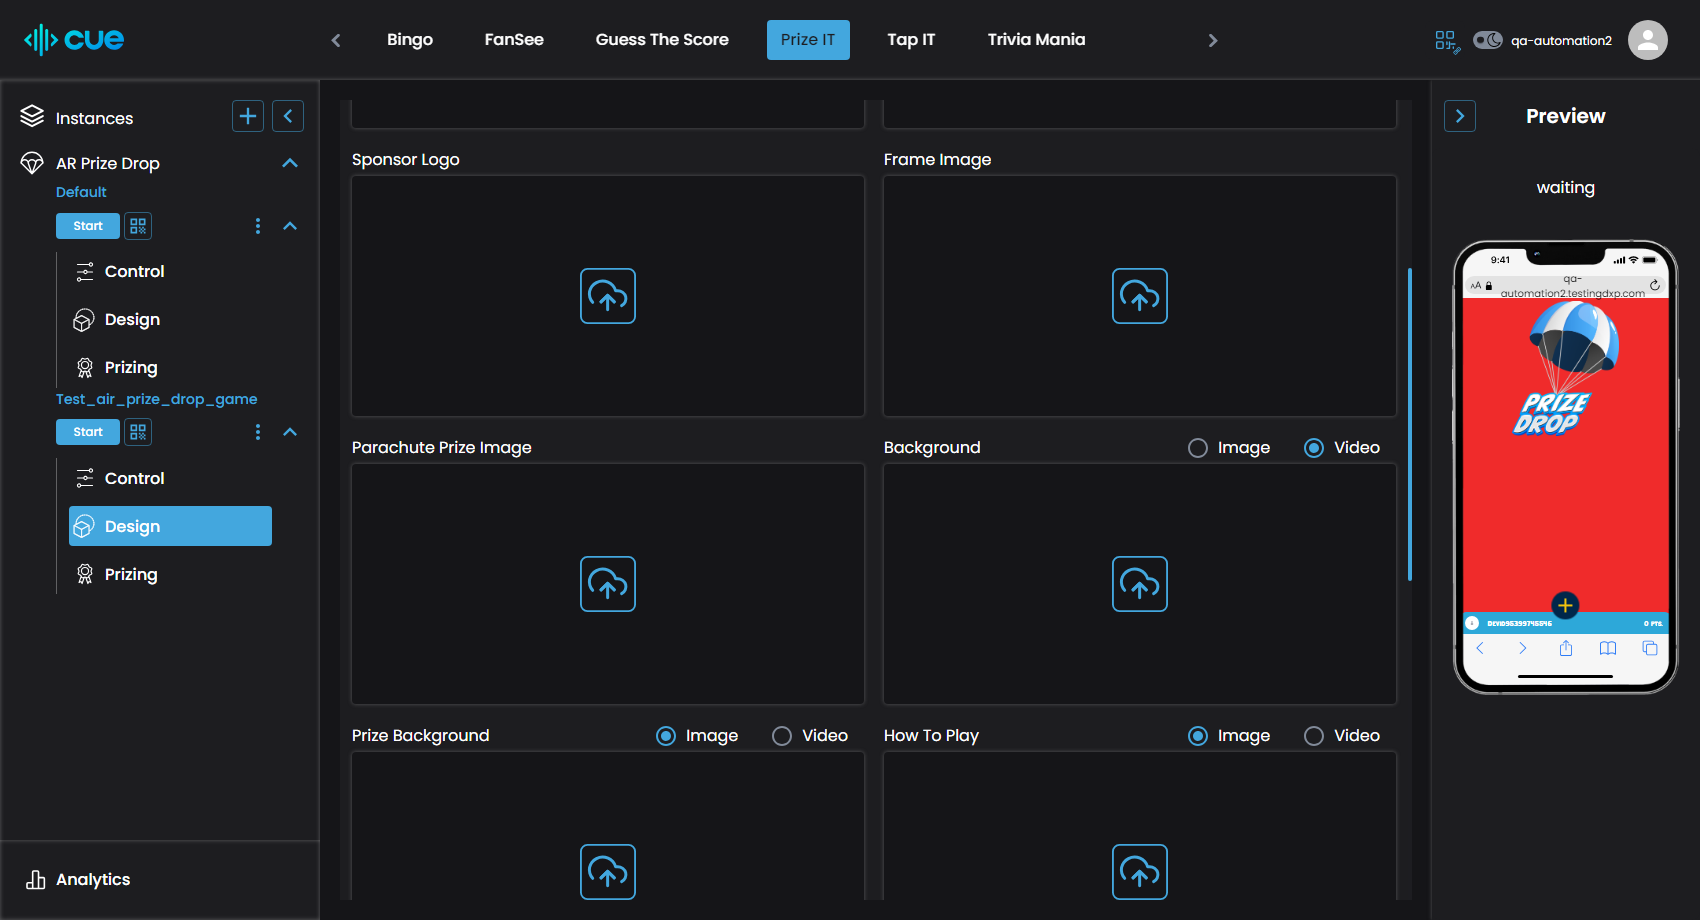 cue
Bingo
FanSee
Guess The Score
Prize IT
Tap IT
Trivia Mania
qa-automation2
Instances
AR Prize Drop
Default
Start
Control
Design
Prizing
Test_air_prize_drop_game
Start
Control
Design
Prizing
Analytics
Sponsor Logo
Frame Image
Parachute Prize Image
Background
Image
Video
Prize Background
Image
Video
How To Play
Image
Video
Preview
waiting
9:41
AA
qa-
automation2.testingdxp.com
PRIZE
DROP
0 PTS.